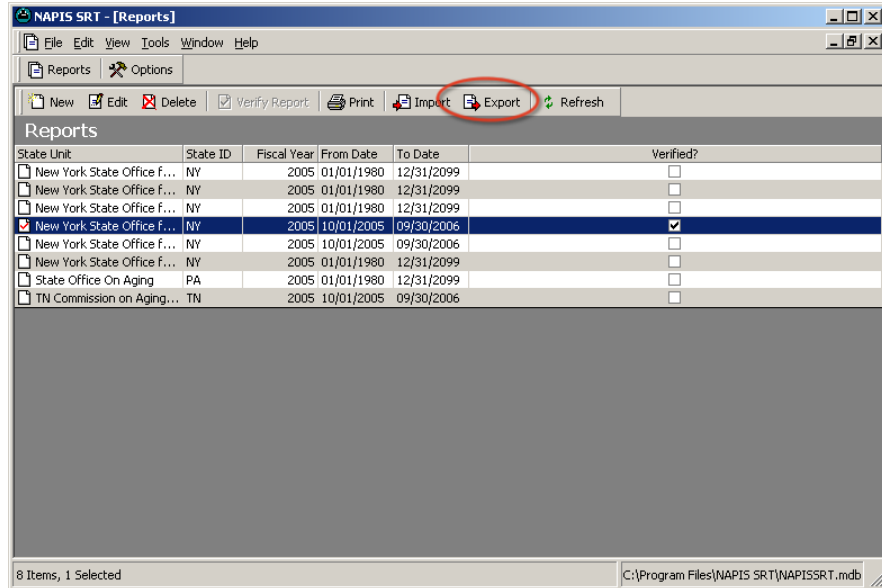 NAPIS SRT - [Reports]
File Edit View Tools Window Help
Reports Options
New Edit Delete Verify Report Print Import Export Refresh
Reports
State Unit State ID Fiscal Year From Date To Date Verified?
New York State Office f... NY 2005 01/01/1980 12/31/2099
New York State Office f... NY 2005 01/01/1980 12/31/2099
New York State Office f... NY 2005 01/01/1980 12/31/2099
New York State Office f... NY 2005 10/01/2005 09/30/2006
New York State Office f... NY 2005 10/01/2005 09/30/2006
New York State Office f... NY 2005 01/01/1980 12/31/2099
State Office On Aging PA 2005 01/01/1980 12/31/2099
TN Commission on Aging... TN 2005 10/01/2005 09/30/2006
8 Items, 1 Selected C:\Program Files\NAPIS SRT\NAPISSRT.mdb